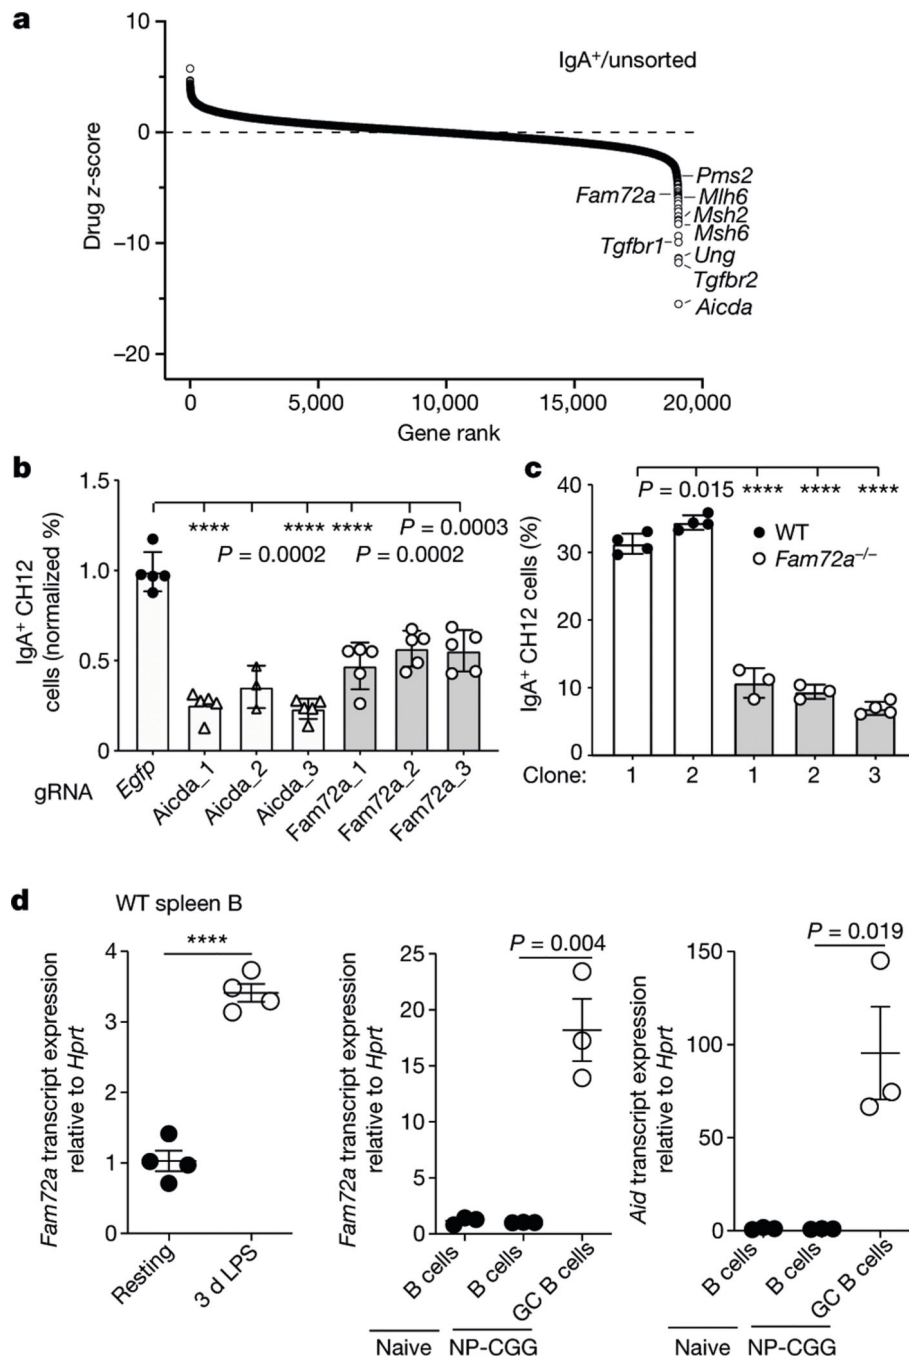 a
10
0
−10
−20
Drug z-score
IgA+/unsorted
Pms2
Fam72a
Mlh6
Msh2
Msh6
Tgfbr1
Ung
Tgfbr2
Aicda
0
5,000
10,000
15,000
20,000
Gene rank
b
1.5
1.0
0.5
0
IgA+ CH12
cells (normalized %)
**** **** **** P = 0.0003
P = 0.0002 P = 0.0002
gRNA
Egfp
Aicda_1
Aicda_2
Aicda_3
Fam72a_1
Fam72a_2
Fam72a_3
c
40
30
20
10
0
IgA+ CH12 cells (%)
P = 0.015 **** **** ****
WT
Fam72a−/−
Clone: 1 2 1 2 3
d
WT spleen B
****
4
3
2
1
0
Fam72a transcript expression
relative to Hprt
Resting
3 d LPS
P = 0.004
25
20
15
10
5
0
Fam72a transcript expression
relative to Hprt
B cells
B cells
GC B cells
Naive NP-CGG
P = 0.019
150
100
50
0
Aid transcript expression
relative to Hprt
B cells
B cells
GC B cells
Naive NP-CGG